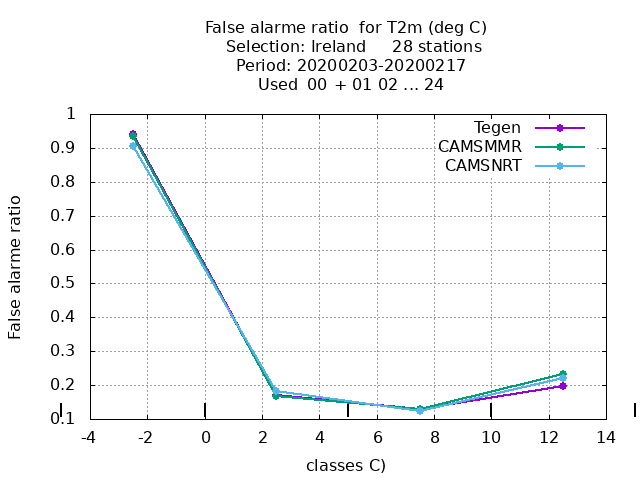 False alarme ratio  for T2m (deg C)
Selection: Ireland     28 stations
Period: 20200203-20200217
Used  00  + 01 02 ... 24
Tegen
CAMSMMR
CAMSNRT
1
0.9
0.8
0.7
0.6
0.5
0.4
0.3
0.2
0.1
False alarme ratio
-4 -2 0 2 4 6 8 10 12 14
classes C)